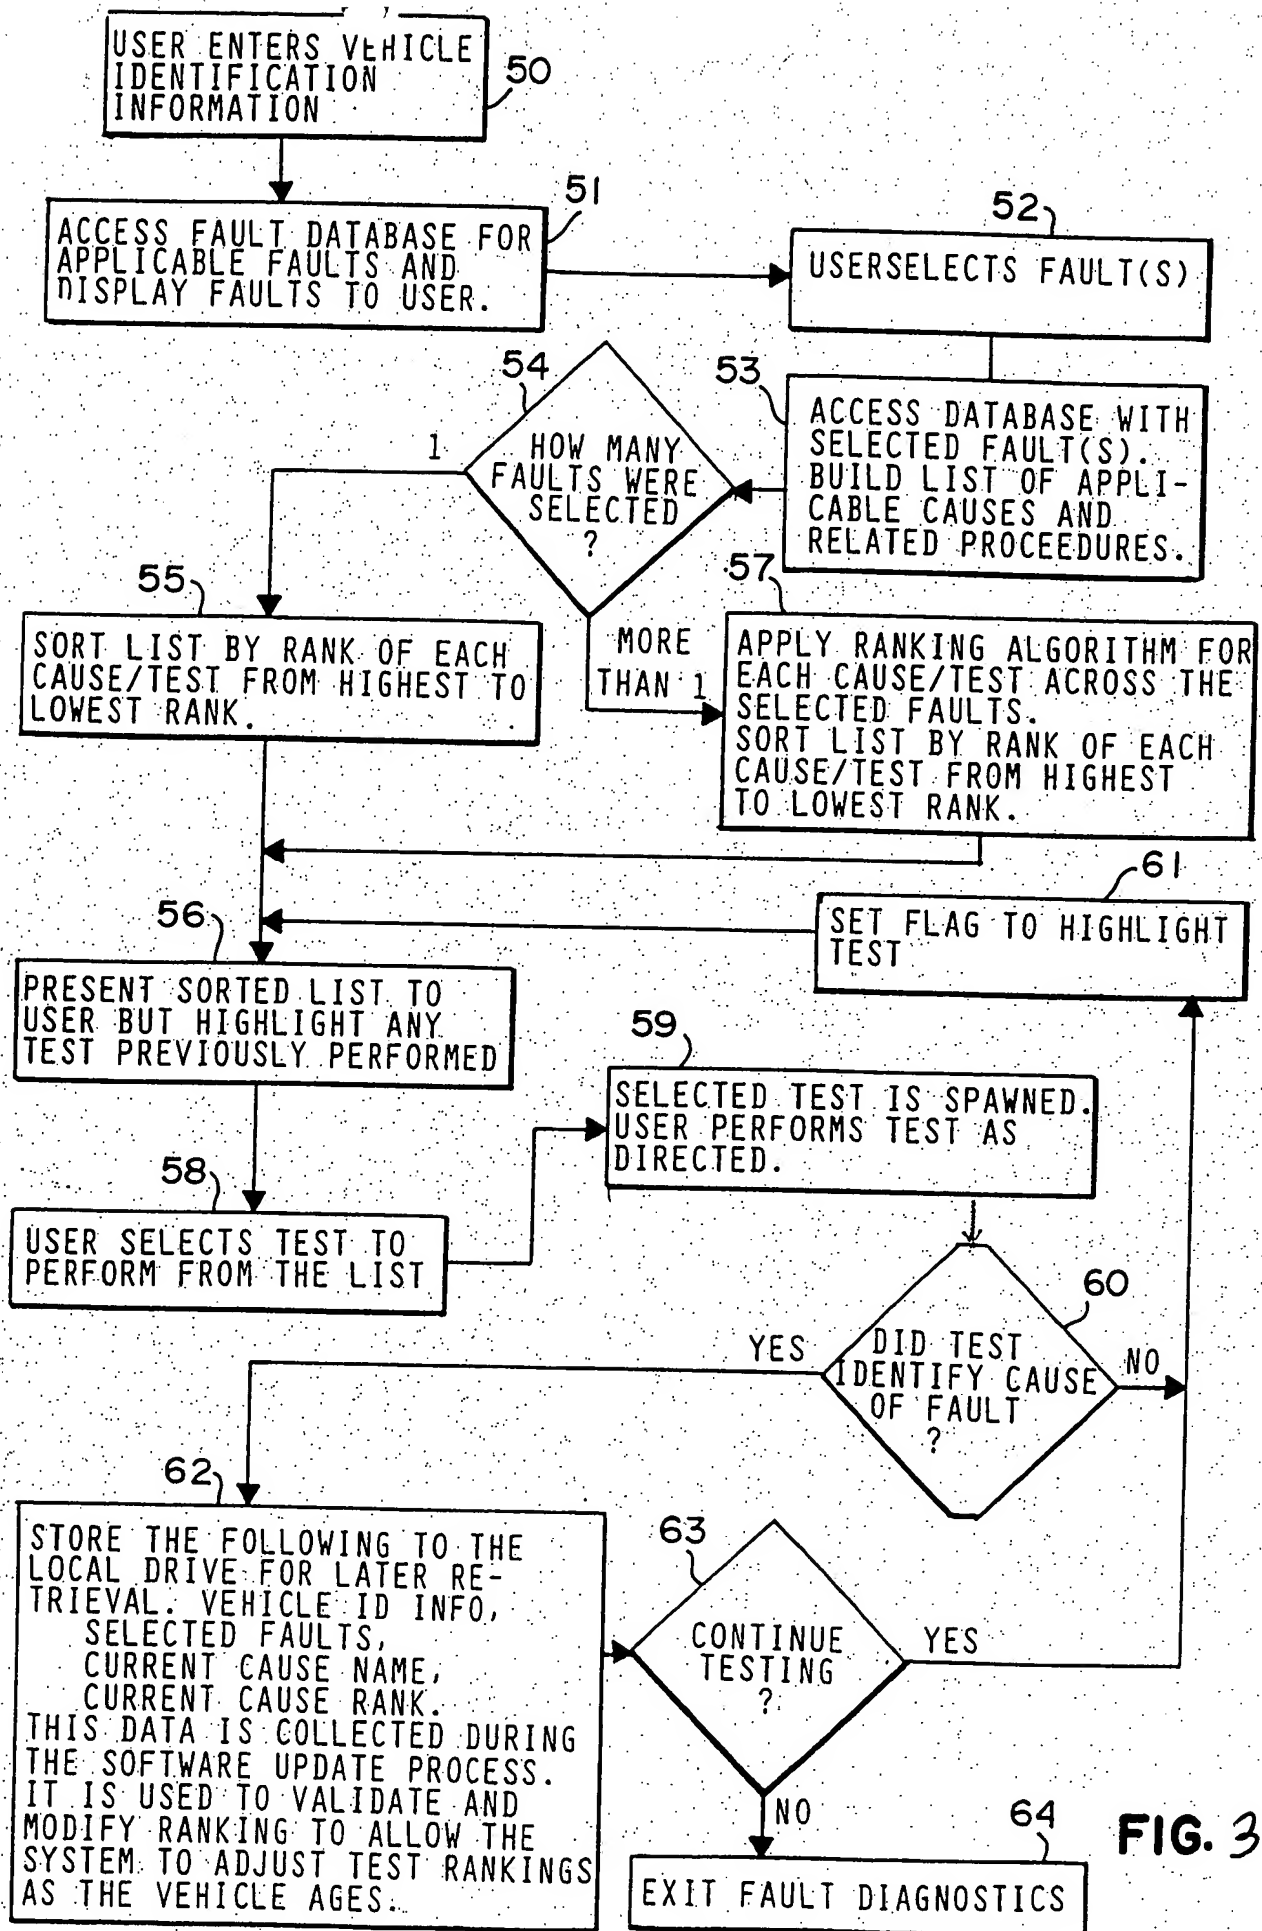 USER ENTERS VEHICLE
IDENTIFICATION
INFORMATION
50
51
ACCESS FAULT DATABASE FOR
APPLICABLE FAULTS AND
DISPLAY FAULTS TO USER.
52
USERSELECTS FAULT(S)
53
ACCESS DATABASE WITH
SELECTED FAULT(S).
BUILD LIST OF APPLI-
CABLE CAUSES AND
RELATED PROCEEDURES.
54
HOW MANY
FAULTS WERE
SELECTED
?
1
MORE
THAN 1
55
SORT LIST BY RANK OF EACH
CAUSE/TEST FROM HIGHEST TO
LOWEST RANK.
57
APPLY RANKING ALGORITHM FOR
EACH CAUSE/TEST ACROSS THE
SELECTED FAULTS.
SORT LIST BY RANK OF EACH
CAUSE/TEST FROM HIGHEST
TO LOWEST RANK.
61
SET FLAG TO HIGHLIGHT
TEST
56
PRESENT SORTED LIST TO
USER BUT HIGHLIGHT ANY
TEST PREVIOUSLY PERFORMED
58
USER SELECTS TEST TO
PERFORM FROM THE LIST
59
SELECTED TEST IS SPAWNED.
USER PERFORMS TEST AS
DIRECTED.
60
DID TEST
IDENTIFY CAUSE
OF FAULT
?
YES
NO
62
STORE THE FOLLOWING TO THE
LOCAL DRIVE FOR LATER RE-
TRIEVAL. VEHICLE ID INFO,
SELECTED FAULTS,
CURRENT CAUSE NAME,
CURRENT CAUSE RANK.
THIS DATA IS COLLECTED DURING
THE SOFTWARE UPDATE PROCESS.
IT IS USED TO VALIDATE AND
MODIFY RANKING TO ALLOW THE
SYSTEM TO ADJUST TEST RANKINGS
AS THE VEHICLE AGES.
63
CONTINUE
TESTING
?
YES
NO
64
EXIT FAULT DIAGNOSTICS
FIG. 3